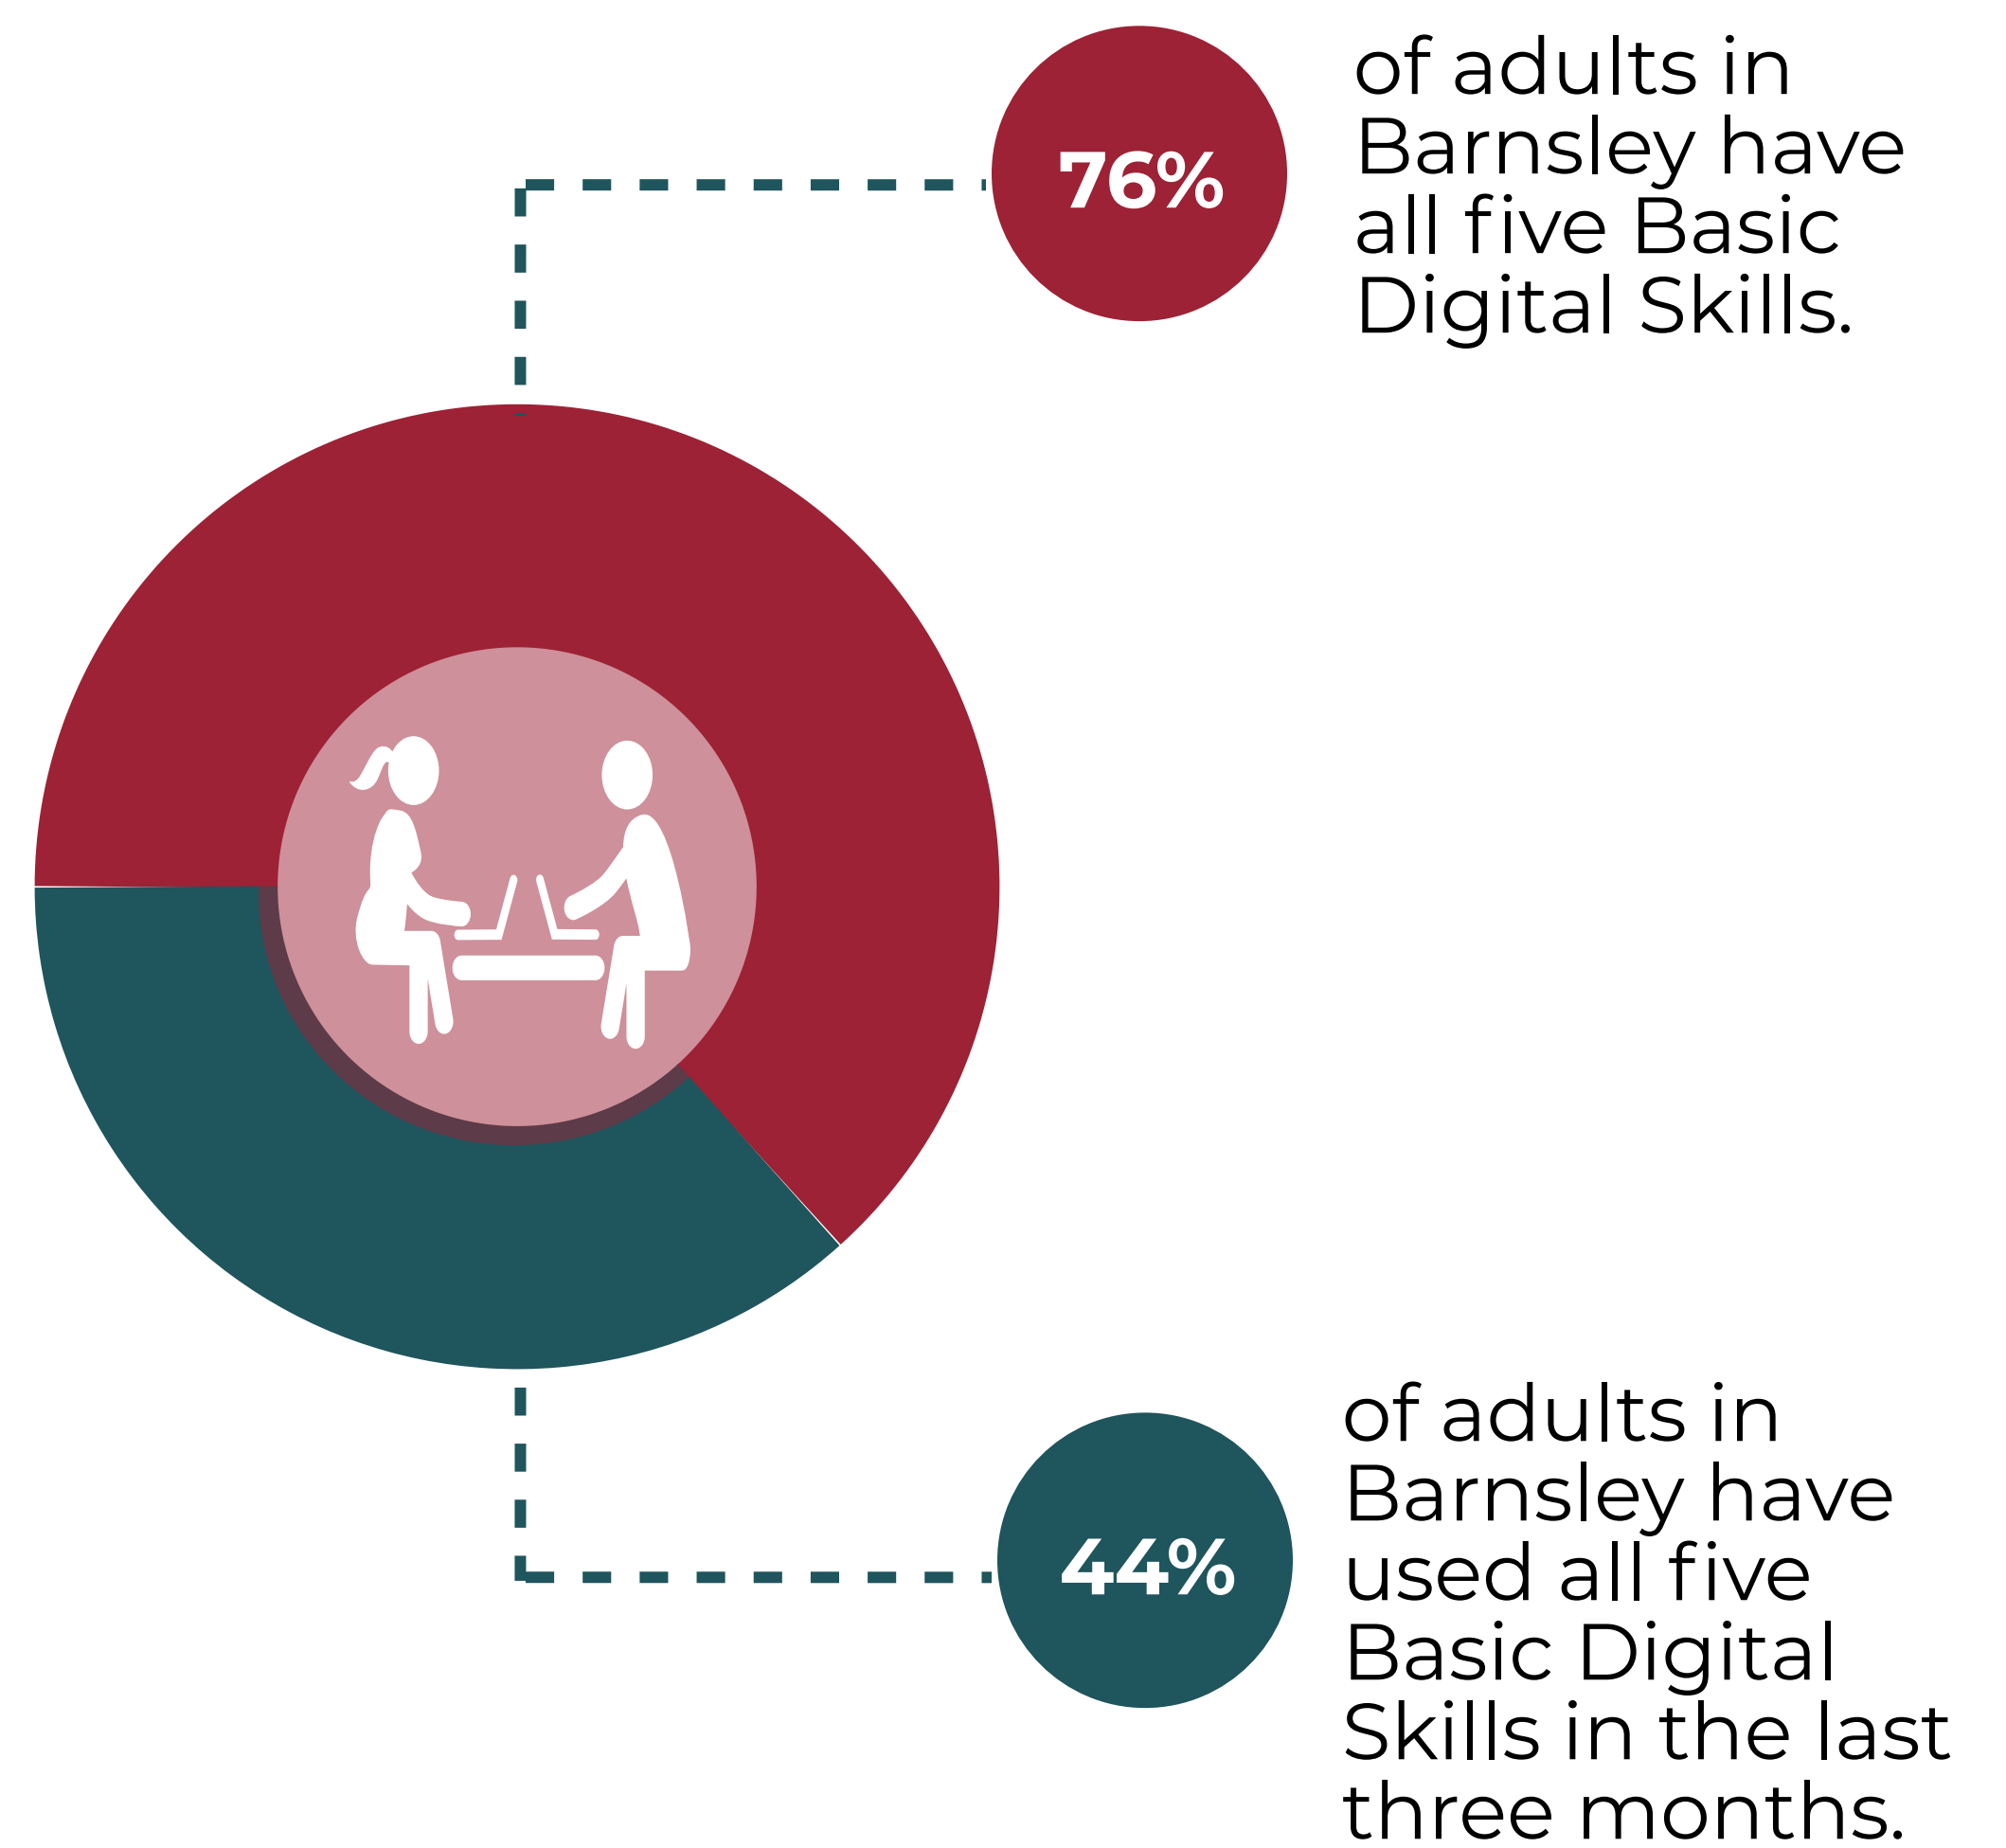 76%
of adults in
Barnsley have
all five Basic
Digital Skills.
44%
of adults in
Barnsley have
used all five
Basic Digital
Skills in the last
three months.